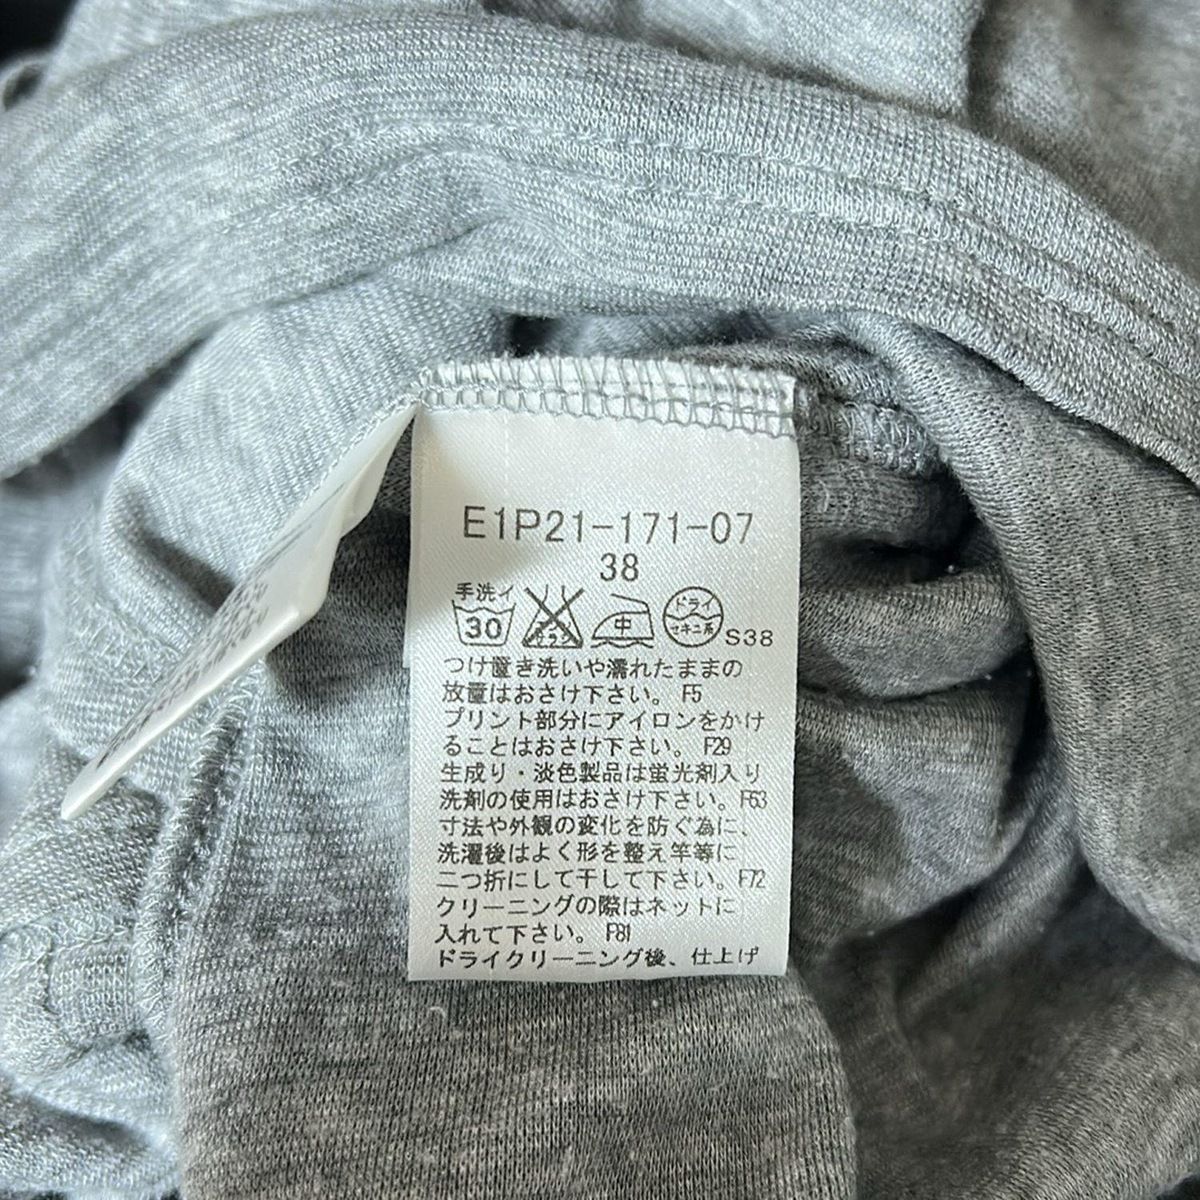 E1P21-171-07
38
手洗イ
30
中
ドライ
セキユ系
S38
つけ置き洗いや濡れたままの
放置はおさけ下さい。 F5
プリント部分にアイロンをかけ
ることはおさけ下さい。 F29
生成り・淡色製品は蛍光剤入り
洗剤の使用はおさけ下さい。F63
寸法や外観の変化を防ぐ為に、
洗濯後はよく形を整え竿等に
二つ折にして干して下さい。F72
クリーニングの際はネットに
入れて下さい。 F81
ドライクリーニング後、仕上げ